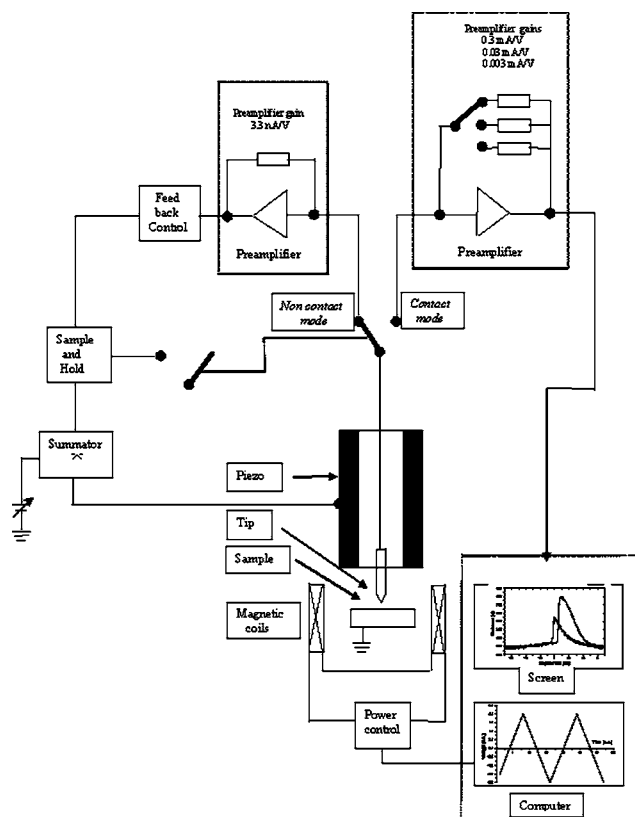 Preamplifier gains
0.3 mA/V
0.03 mA/V
0.003 mA/V
Preamplifier gain
3.3 nA/V
Feed
back
Control
Preamplifier
Preamplifier
Non contact
mode
Contact
mode
Sample
and
Hold
Summator
Piezo
Tip
Sample
Magnetic
coils
Screen
Power
control
Computer